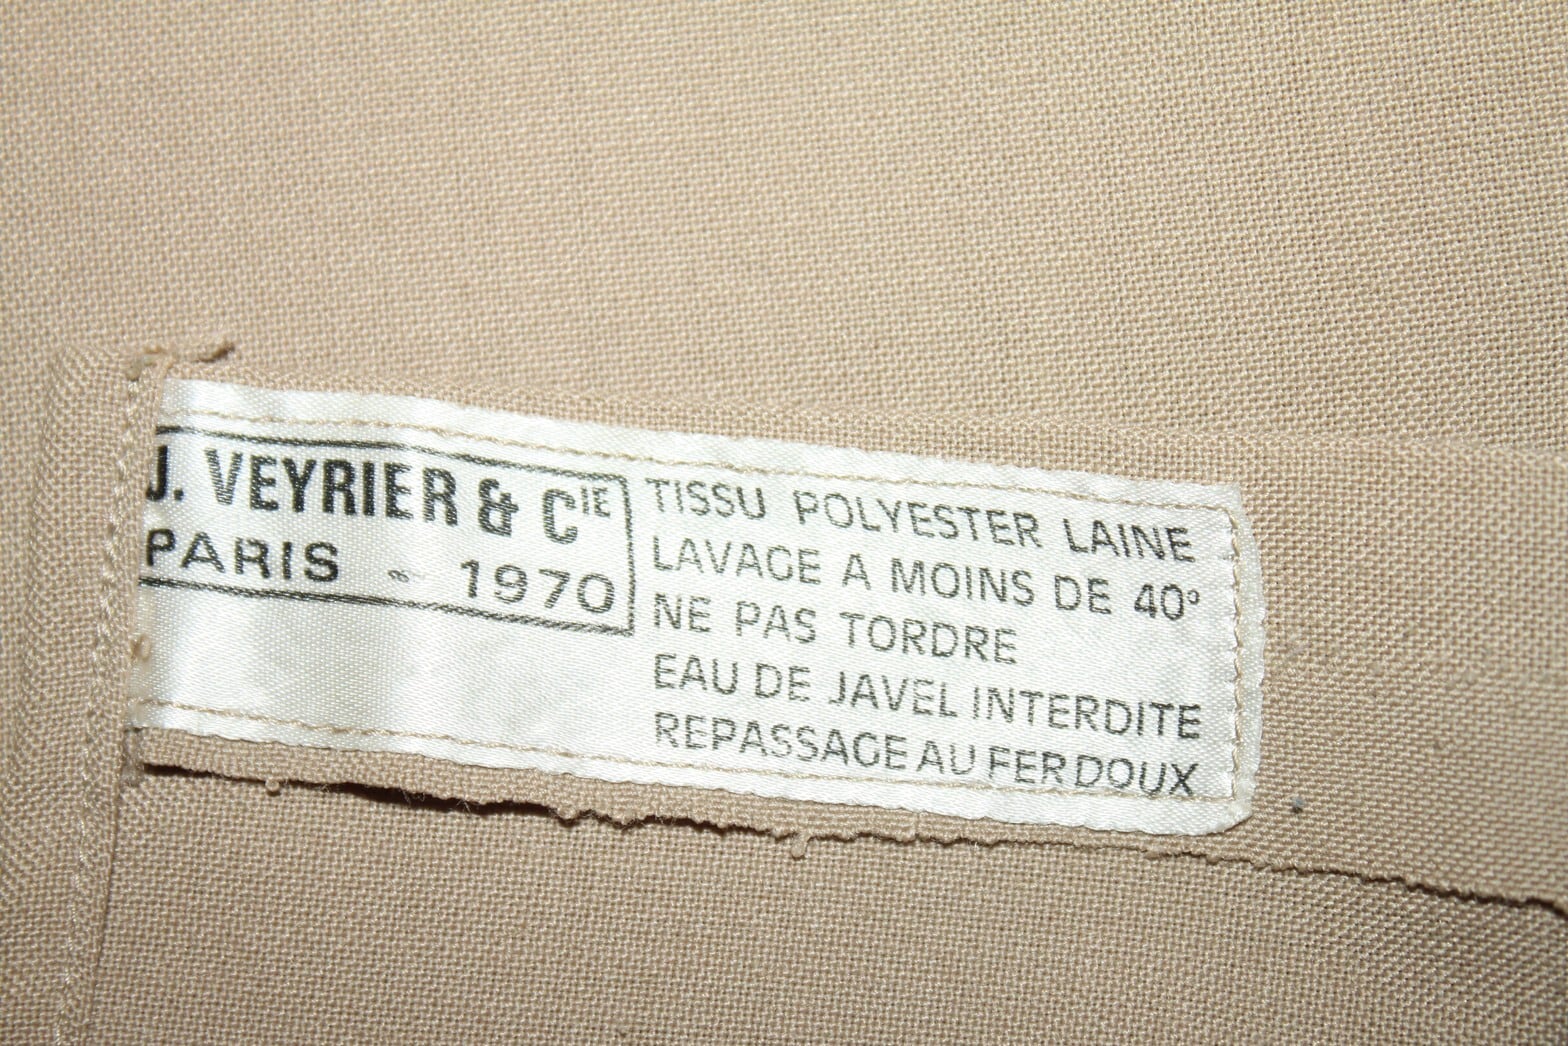 J. VEYRIER & CIE
PARIS - 1970
TISSU POLYESTER LAINE
LAVAGE A MOINS DE 40°
NE PAS TORDRE
EAU DE JAVEL INTERDITE
REPASSAGE AU FER DOUX